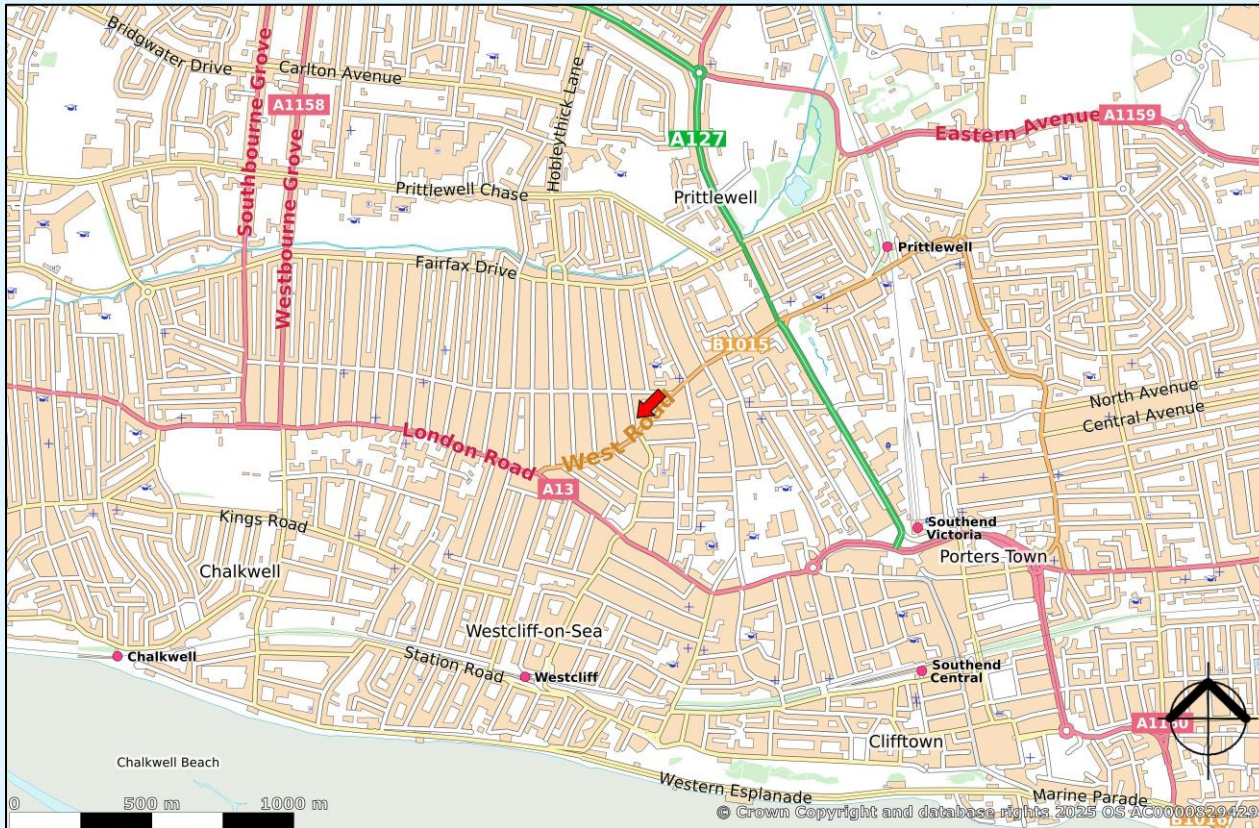 Bridgwater Drive
Southbourne Grove
Carlton Avenue
A1158
Westbourne Grove
Hobleythick Lane
A127
Eastern Avenue
A1159
Prittlewell Chase
Prittlewell
Prittlewell
Fairfax Drive
B1015
North Avenue
Central Avenue
West Road
London Road
A13
Kings Road
Southend
Victoria
Porters Town
Chalkwell
Westcliff-on-Sea
Chalkwell
Station Road
Westcliff
Southend
Central
A1160
Clifftown
Chalkwell Beach
Western Esplanade
Marine Parade
0 500 m 1000 m
© Crown Copyright and database rights 2025 OS AC0000829429
B1016